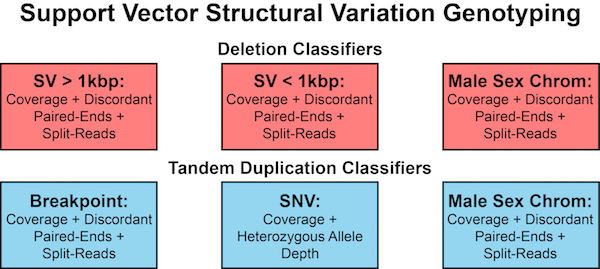 Support Vector Structural Variation Genotyping
Deletion Classifiers
SV > 1kbp:
Coverage + Discordant
Paired-Ends +
Split-Reads
SV < 1kbp:
Coverage + Discordant
Paired-Ends +
Split-Reads
Male Sex Chrom:
Coverage + Discordant
Paired-Ends +
Split-Reads
Tandem Duplication Classifiers
Breakpoint:
Coverage + Discordant
Paired-Ends +
Split-Reads
SNV:
Coverage +
Heterozygous Allele
Depth
Male Sex Chrom:
Coverage + Discordant
Paired-Ends +
Split-Reads